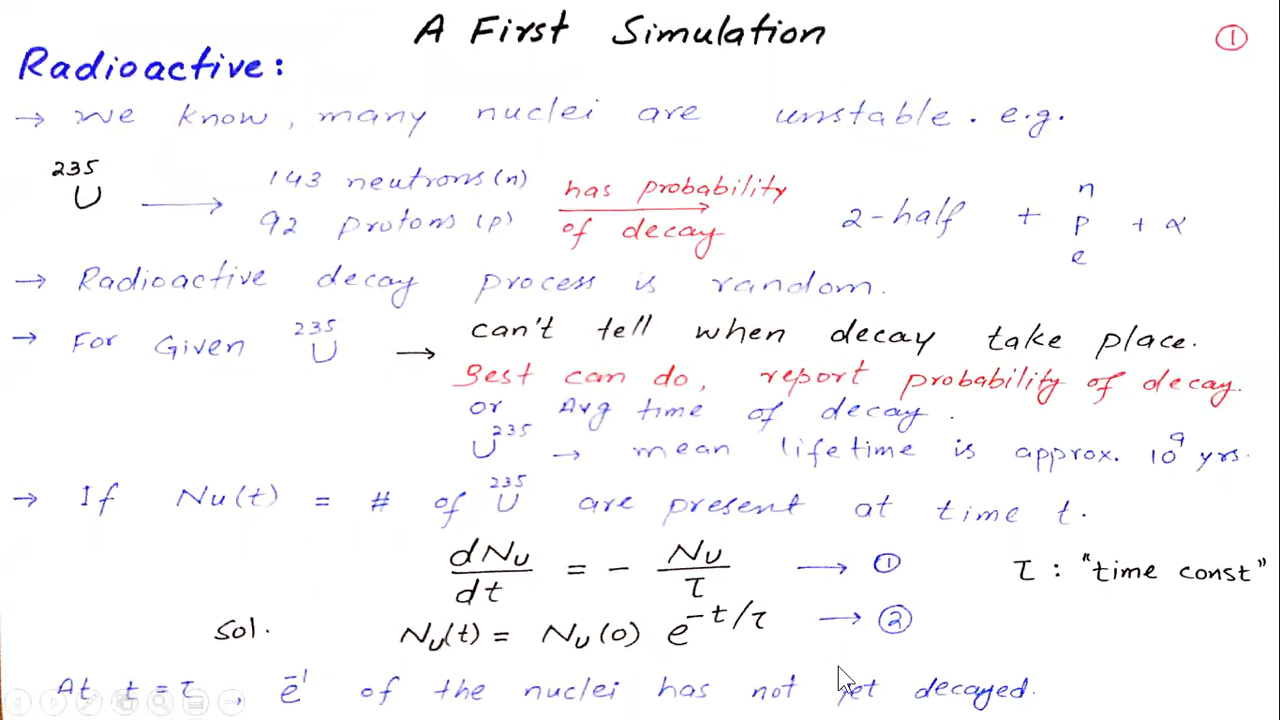 A First Simulation
①
Radioactive:
→ We know, many nuclei are unstable. e.g.
²³⁵U → 143 neutrons (n) 92 protons (p) has probability of decay 2-half + n p e + α
→ Radioactive decay process is random.
→ For Given ²³⁵U → can't tell when decay take place.
Best can do, report probability of decay.
or Avg time of decay.
U²³⁵ → mean lifetime is approx. 10⁹ yrs.
→ If Nu(t) = # of ²³⁵U are present at time t.
dNu/dt = - Nu/τ → ① τ : "time const"
Sol. Nu(t) = Nu(0) e^{-t/τ} → ②
At t = τ, e⁻¹ of the nuclei has not yet decayed.